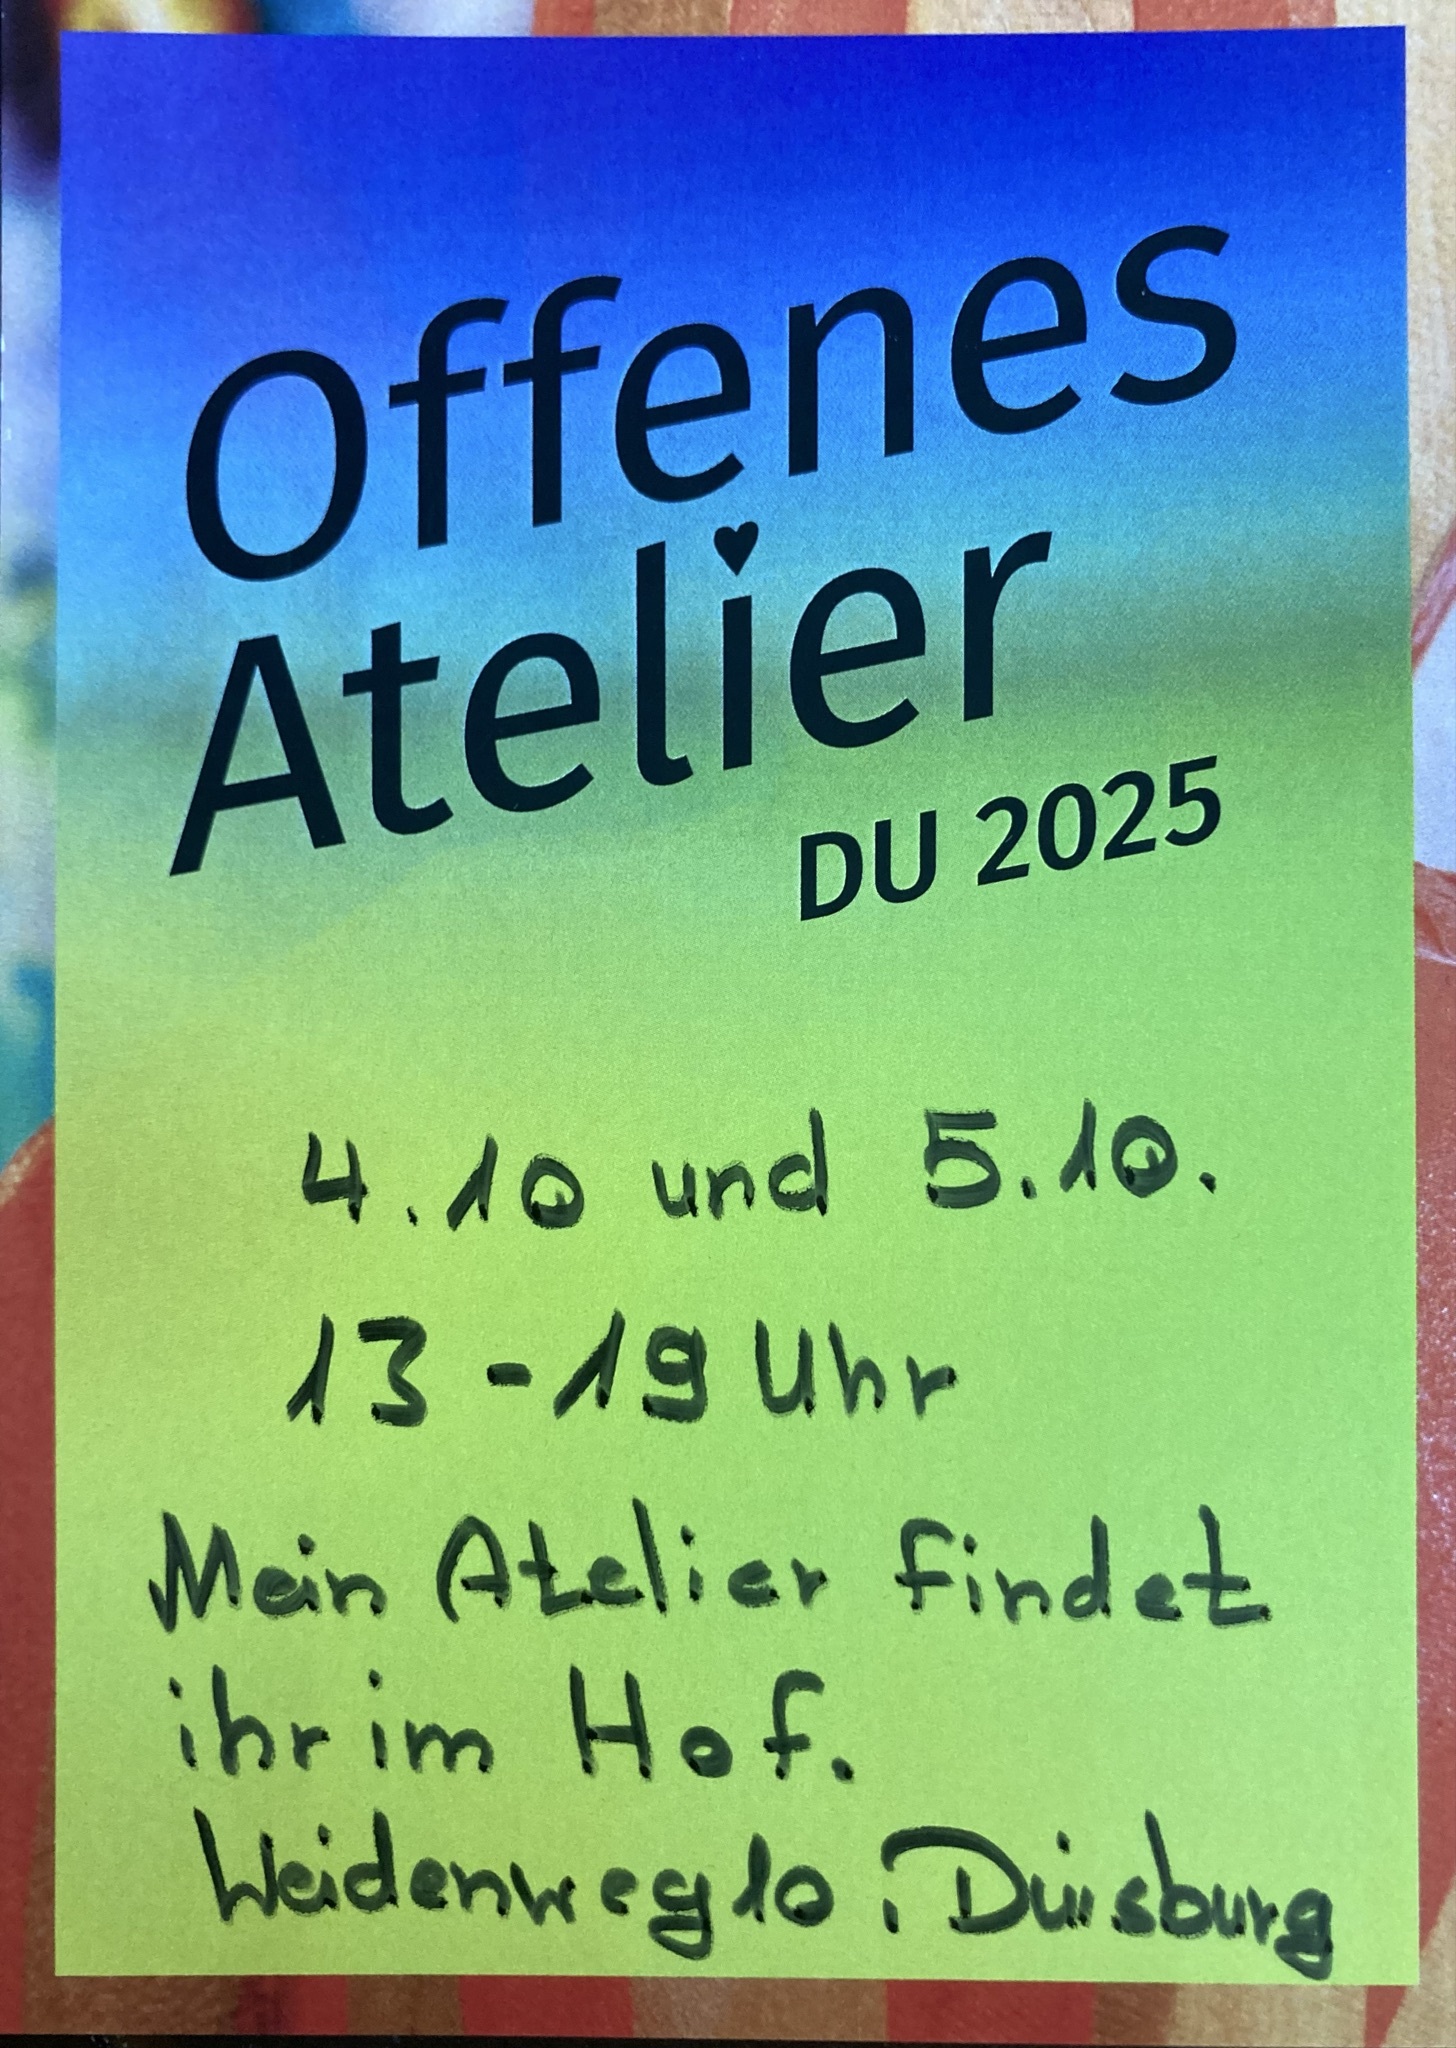 Offenes
Atelier
DU 2025
4.10 und 5.10.
13-19 Uhr
Mein Atelier findet
ihr im Hof.
Weidenweg 10, Duisburg